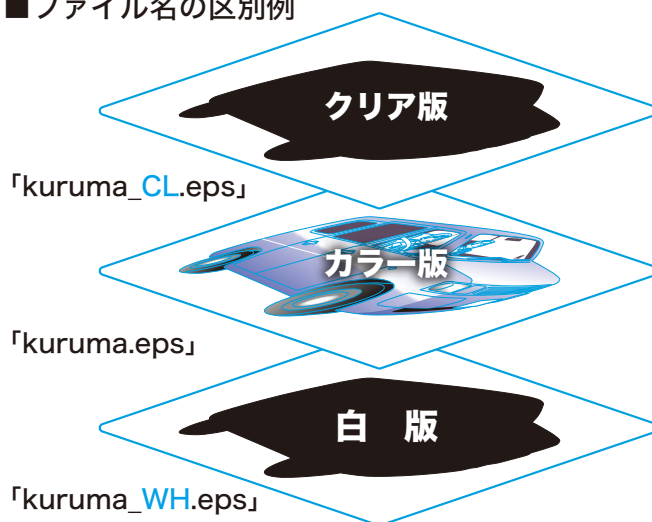 ■ファイル名の区別例
クリア版
「kuruma_CL.eps」
カラー版
「kuruma.eps」
白　版
「kuruma_WH.eps」